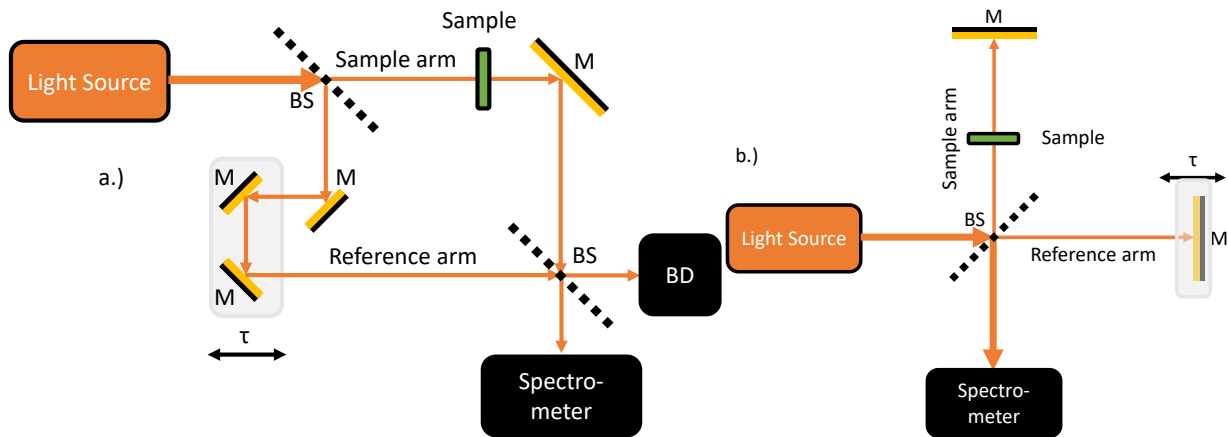 Light Source
BS
Sample arm
Sample
M
a.)
M
M
M
τ
Reference arm
BS
BD
Spectro-
meter
b.)
M
Sample arm
Sample
τ
Light Source
BS
Reference arm
M
Spectro-
meter